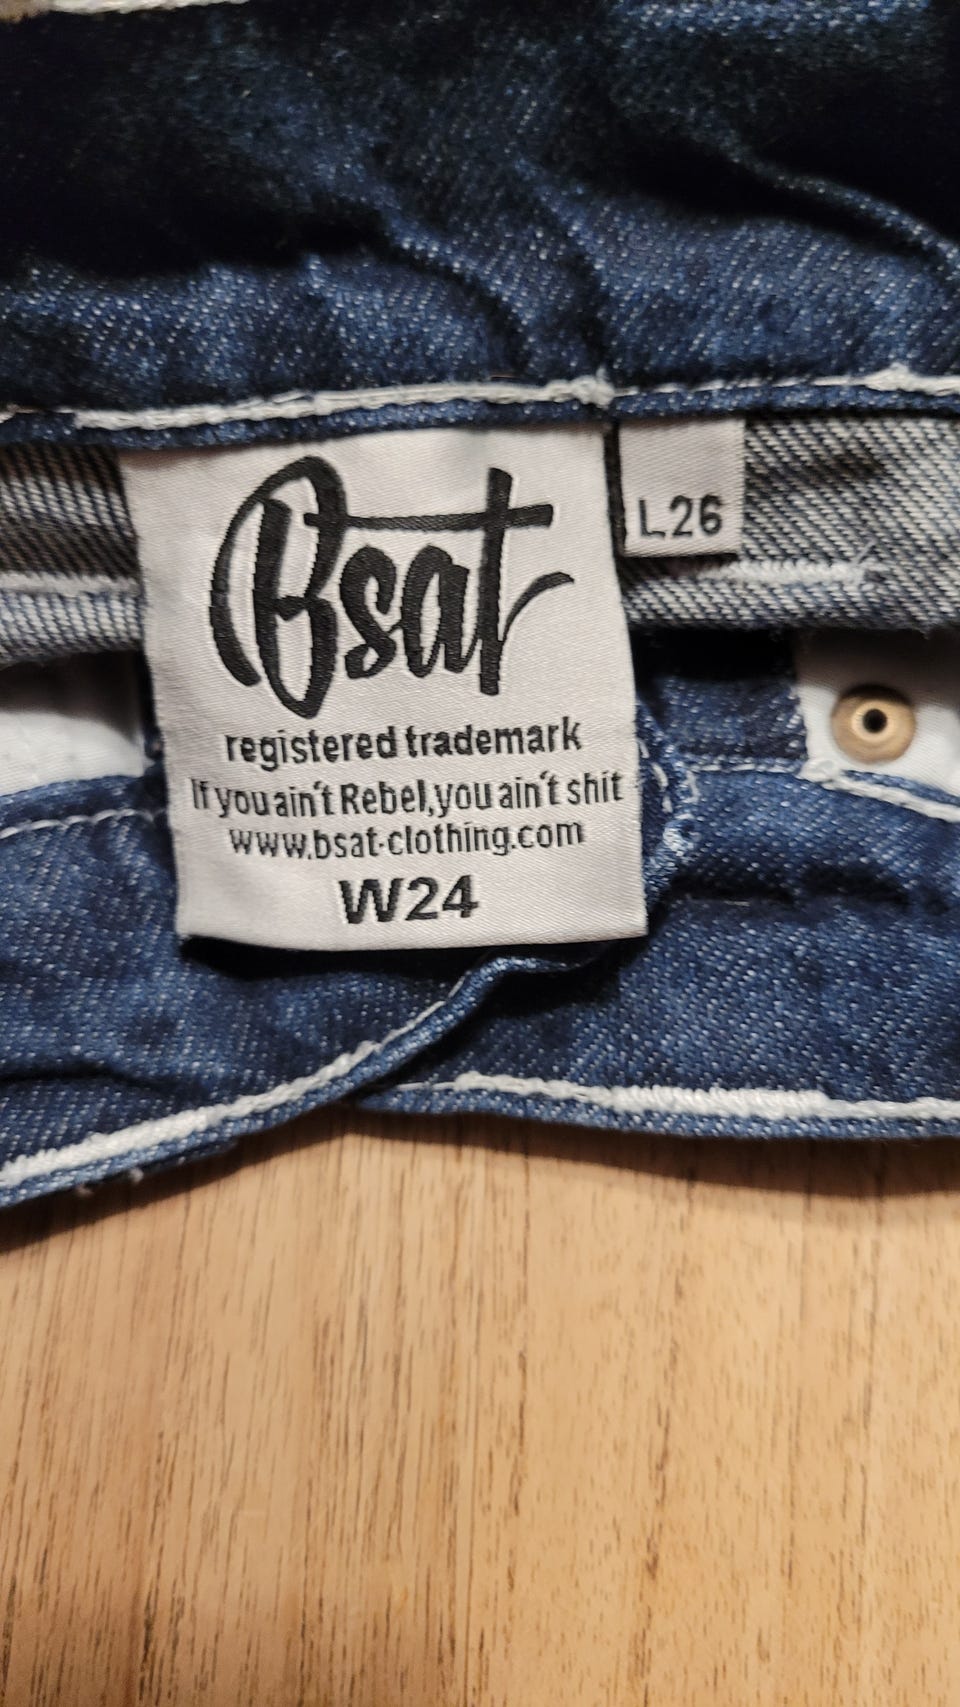 Bsat
registered trademark
If you ain't Rebel, you ain't shit
www.bsat-clothing.com
W24
L26